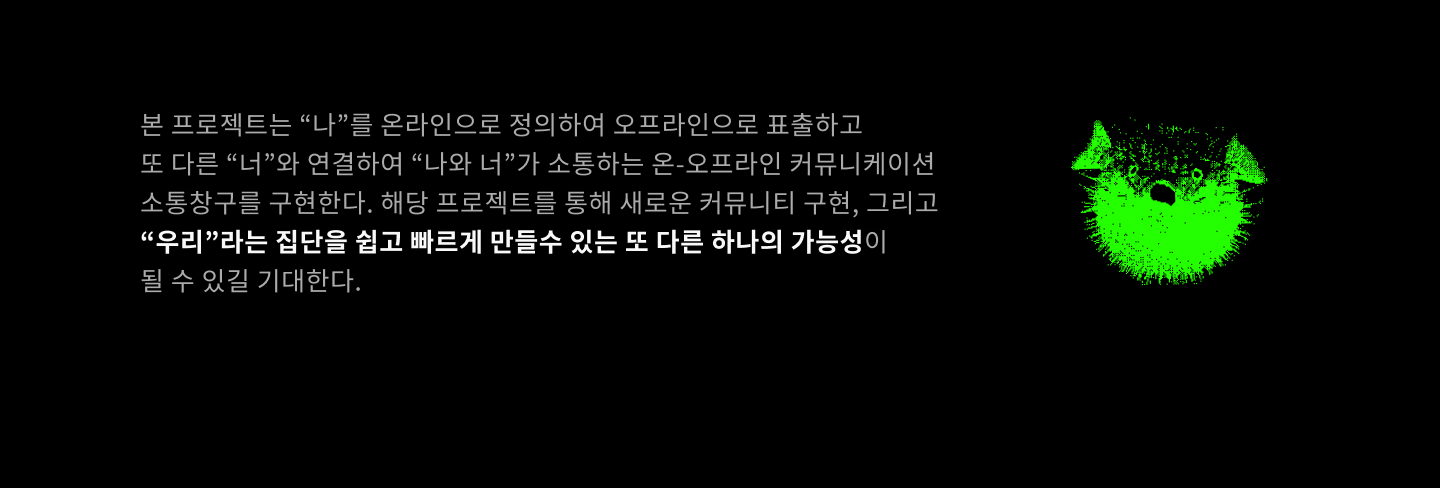 본 프로젝트는 “나”를 온라인으로 정의하여 오프라인으로 표출하고
또 다른 “너”와 연결하여 “나와 너”가 소통하는 온-오프라인 커뮤니케이션
소통창구를 구현한다. 해당 프로젝트를 통해 새로운 커뮤니티 구현, 그리고
“우리”라는 집단을 쉽고 빠르게 만들수 있는 또 다른 하나의 가능성이
될 수 있길 기대한다.